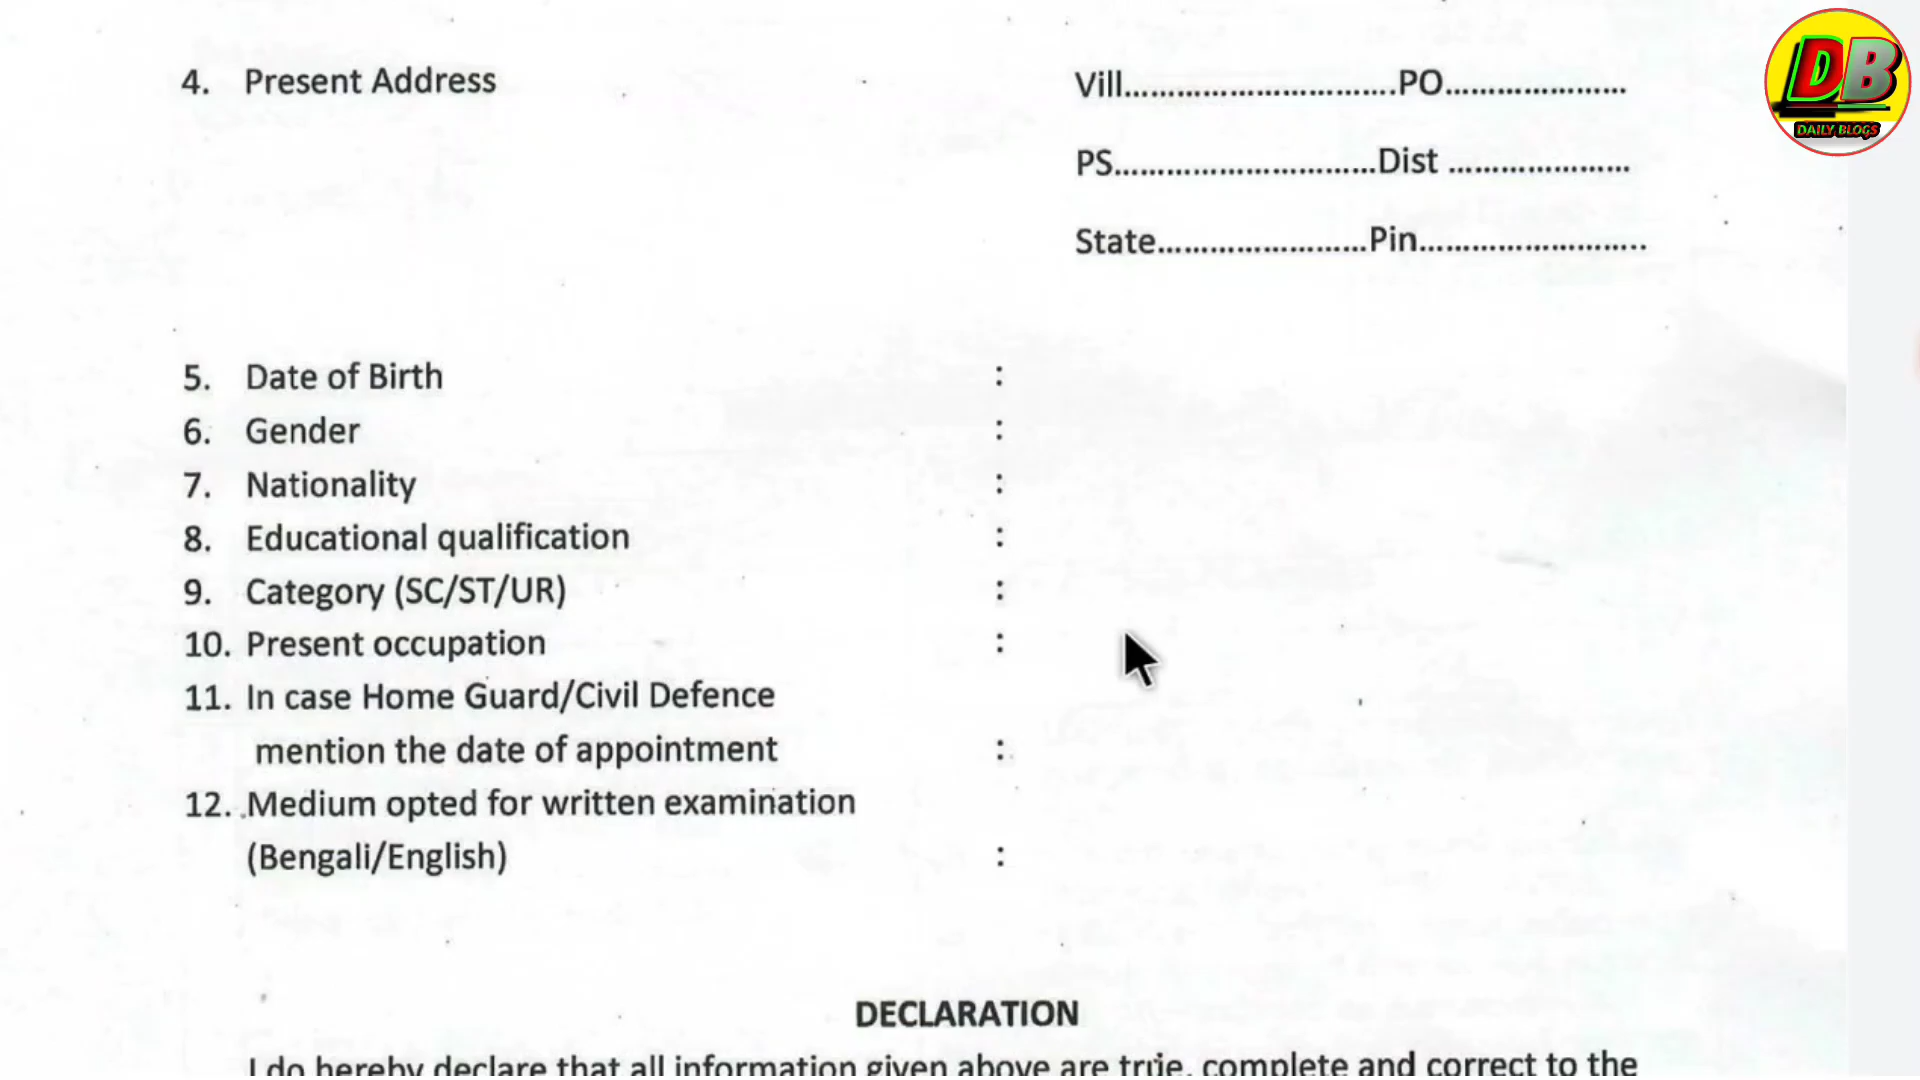 4. Present Address
Vill................................PO.....................
PS..............................Dist .....................
State........................Pin..........................
5. Date of Birth :
6. Gender :
7. Nationality :
8. Educational qualification :
9. Category (SC/ST/UR) :
10. Present occupation :
11. In case Home Guard/Civil Defence
mention the date of appointment :
12. Medium opted for written examination
(Bengali/English) :
DECLARATION
I do hereby declare that all information given above are true, complete and correct to the
DB
DAILY BLOGS